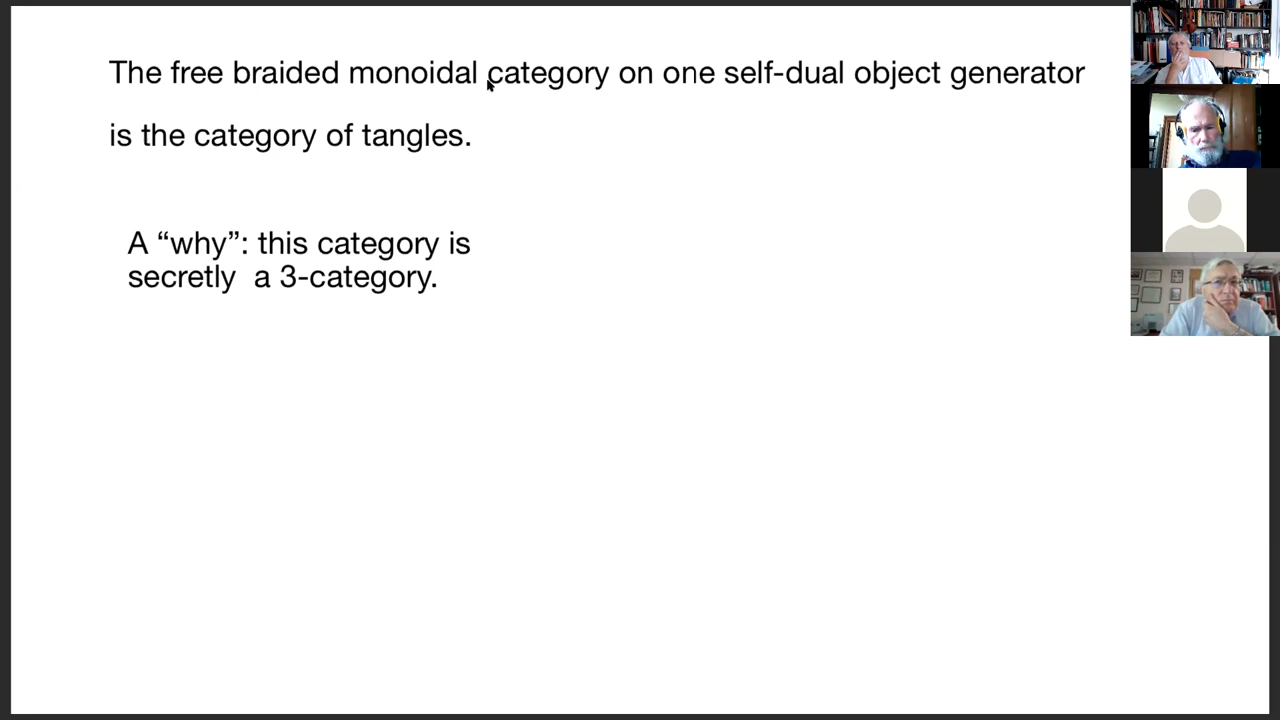 The free braided monoidal category on one self-dual object generator
is the category of tangles.
A “why”: this category is
secretly  a 3-category.